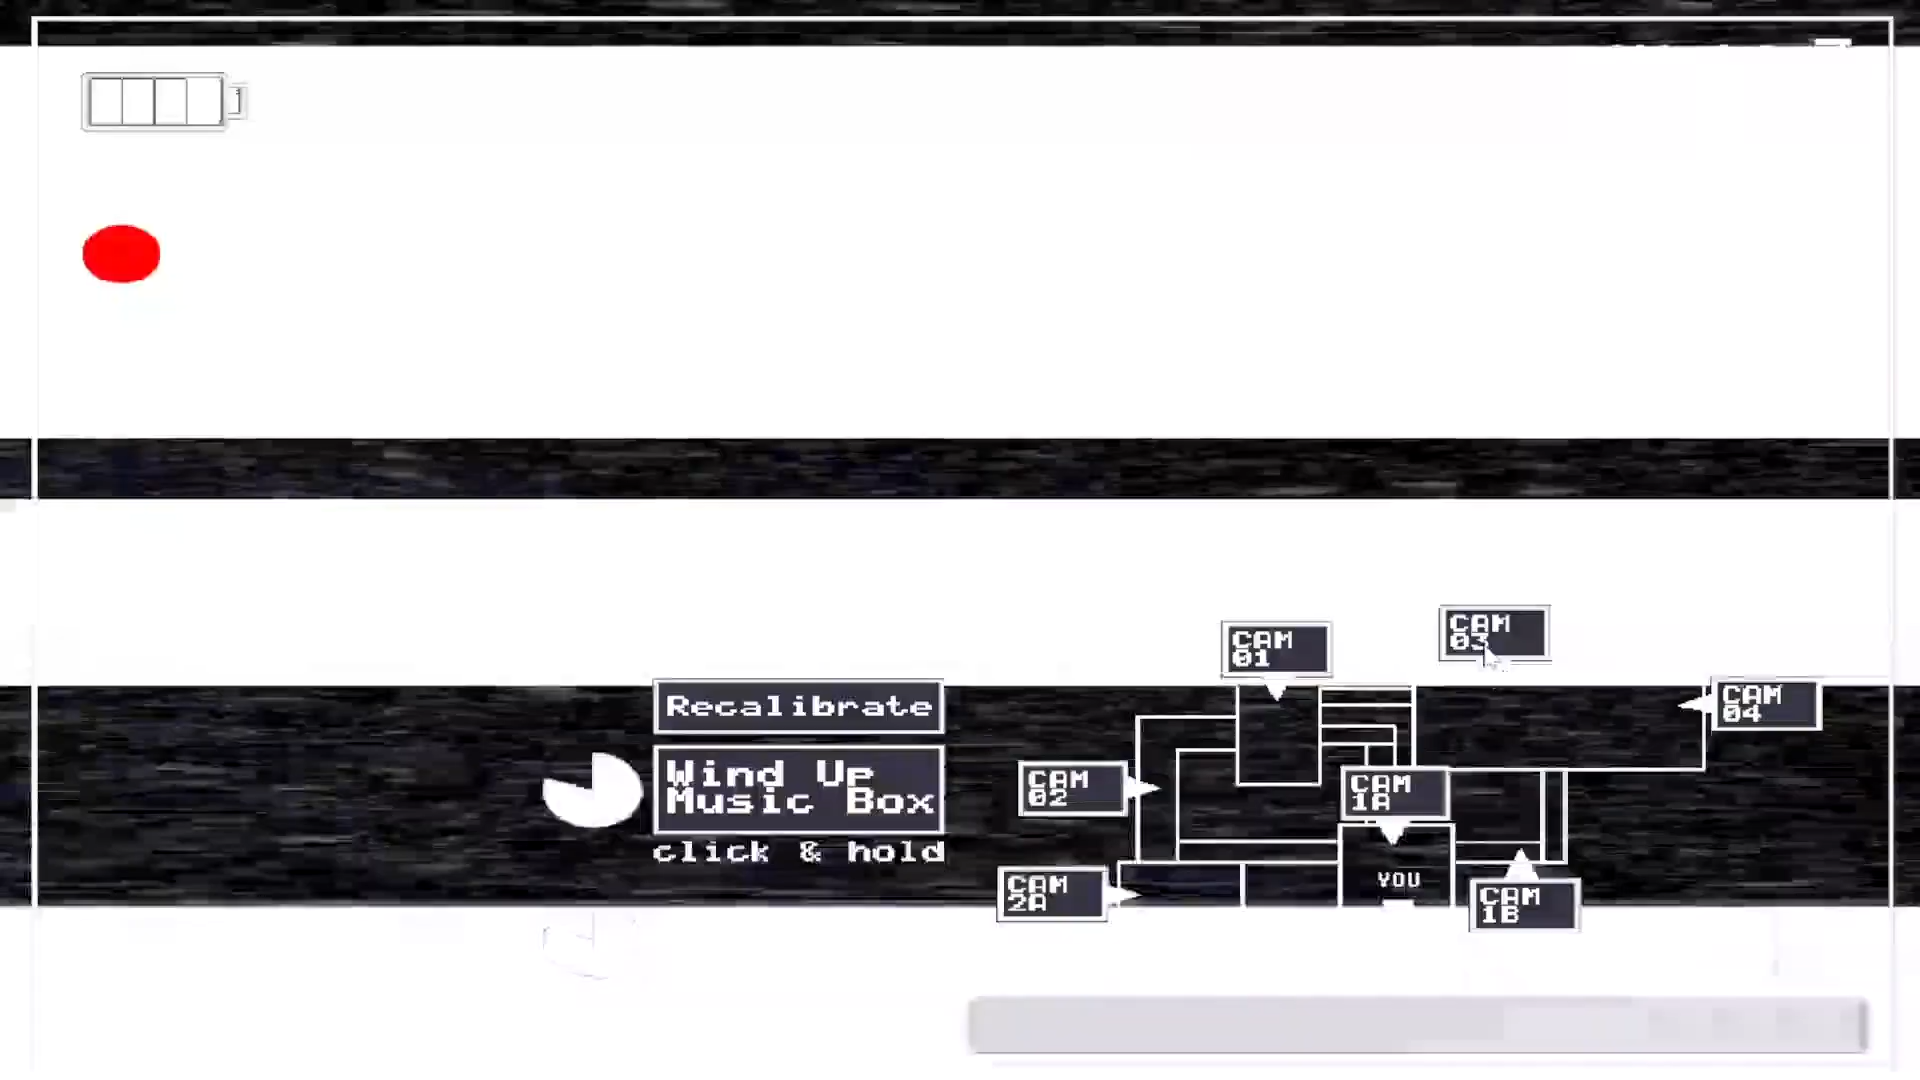 CAM
01
CAM
03
CAM
04
Recalibrate
Wind Up
Music Box
click & hold
CAM
02
CAM
1A
CAM
2A
YOU
CAM
1B